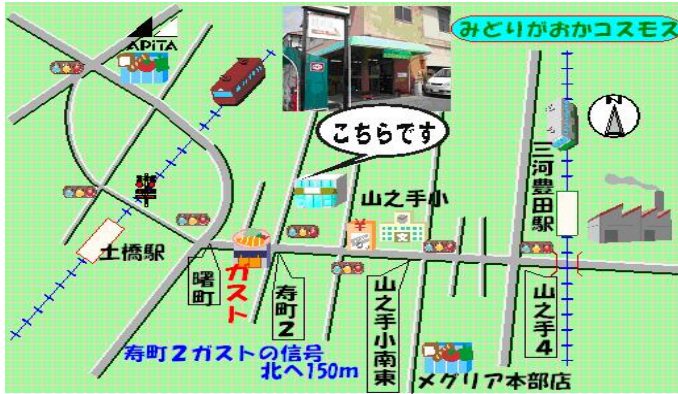 みどりがおかコスモス
APiTA
こちらです
三河豊田駅
山之手小
¥
文
土橋駅
曙町
ガスト
寿町2
山之手小南東
山之手4
寿町2ガストの信号
北へ150m
メグリア本部店